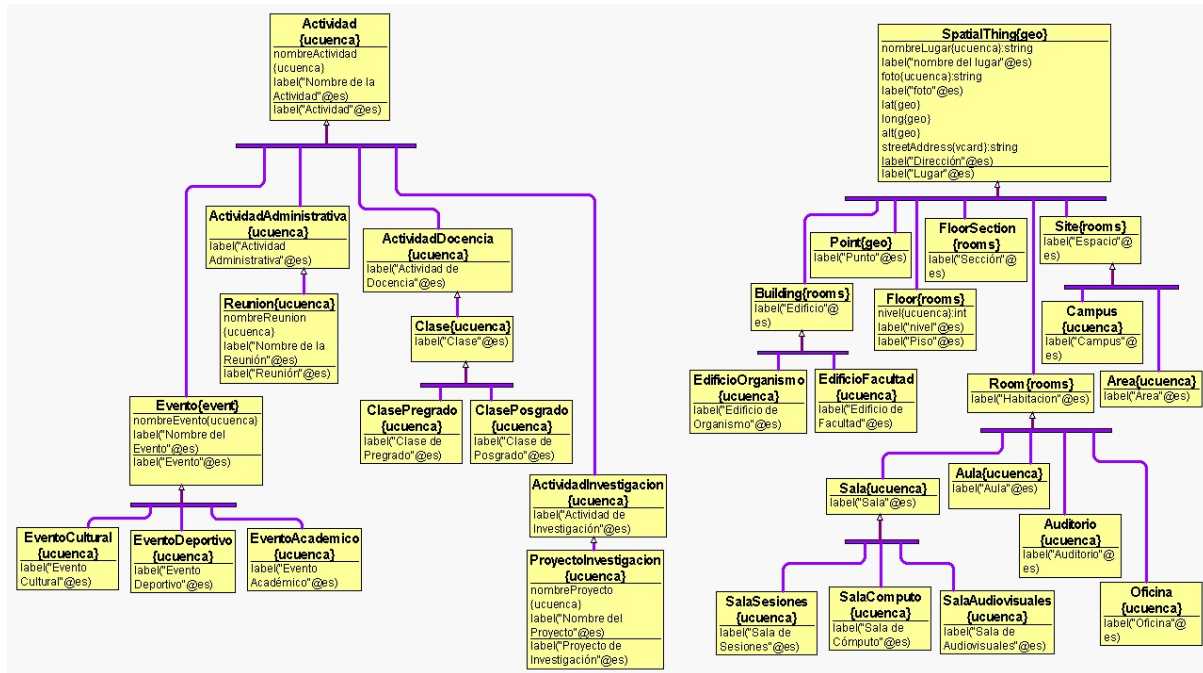 Actividad
{ucuenca}
nombreActividad
{ucuenca}
label("Nombre de la
Actividad"@es)
label("Actividad"@es)
ActividadAdministrativa
{ucuenca}
label("Actividad
Administrativa"@es)
Reunion{ucuenca}
nombreReunion
{ucuenca}
label("Nombre de la
Reunión"@es)
label("Reunión"@es)
ActividadDocencia
{ucuenca}
label("Actividad de
Docencia"@es)
Clase{ucuenca}
label("Clase"@es)
ClasePregrado
{ucuenca}
label("Clase de
Pregrado"@es)
ClasePosgrado
{ucuenca}
label("Clase de
Posgrado"@es)
Evento{event}
nombreEvento{ucuenca}
label("Nombre del
Evento"@es)
label("Evento"@es)
EventoCultural
{ucuenca}
label("Evento
Cultural"@es)
EventoDeportivo
{ucuenca}
label("Evento
Deportivo"@es)
EventoAcademico
{ucuenca}
label("Evento
Académico"@es)
ActividadInvestigacion
{ucuenca}
label("Actividad de
Investigación"@es)
ProyectoInvestigacion
{ucuenca}
nombreProyecto
{ucuenca}
label("Nombre del
Proyecto"@es)
label("Proyecto de
Investigación"@es)
SpatialThing{geo}
nombreLugar{ucuenca}:string
label("nombre del lugar"@es)
foto{ucuenca}:string
label("foto"@es)
lat{geo}
long{geo}
alt{geo}
streetAddress{vcard}:string
label("Dirección"@es)
label("Lugar"@es)
Building{rooms}
label("Edificio"@
es)
EdificioOrganismo
{ucuenca}
label("Edificio de
Organismo"@es)
EdificioFacultad
{ucuenca}
label("Edificio de
Facultad"@es)
Point{geo}
label("Punto"@es)
Floor{rooms}
nivel{ucuenca}:int
label("nivel"@es)
label("Piso"@es)
FloorSection
{rooms}
label("Sección"@
es)
Site{rooms}
label("Espacio"@
es)
Campus
{ucuenca}
label("Campus"@
es)
Area{ucuenca}
label("Área"@es)
Room{rooms}
label("Habitacion"@es)
Sala{ucuenca}
label("Sala"@es)
Aula{ucuenca}
label("Aula"@es)
Auditorio
{ucuenca}
label("Auditorio"@
es)
Oficina
{ucuenca}
label("Oficina"@
es)
SalaSesiones
{ucuenca}
label("Sala de
Sesiones"@es)
SalaComputo
{ucuenca}
label("Sala de
Cómputo"@es)
SalaAudiovisuales
{ucuenca}
label("Sala de
Audiovisuales"@es)